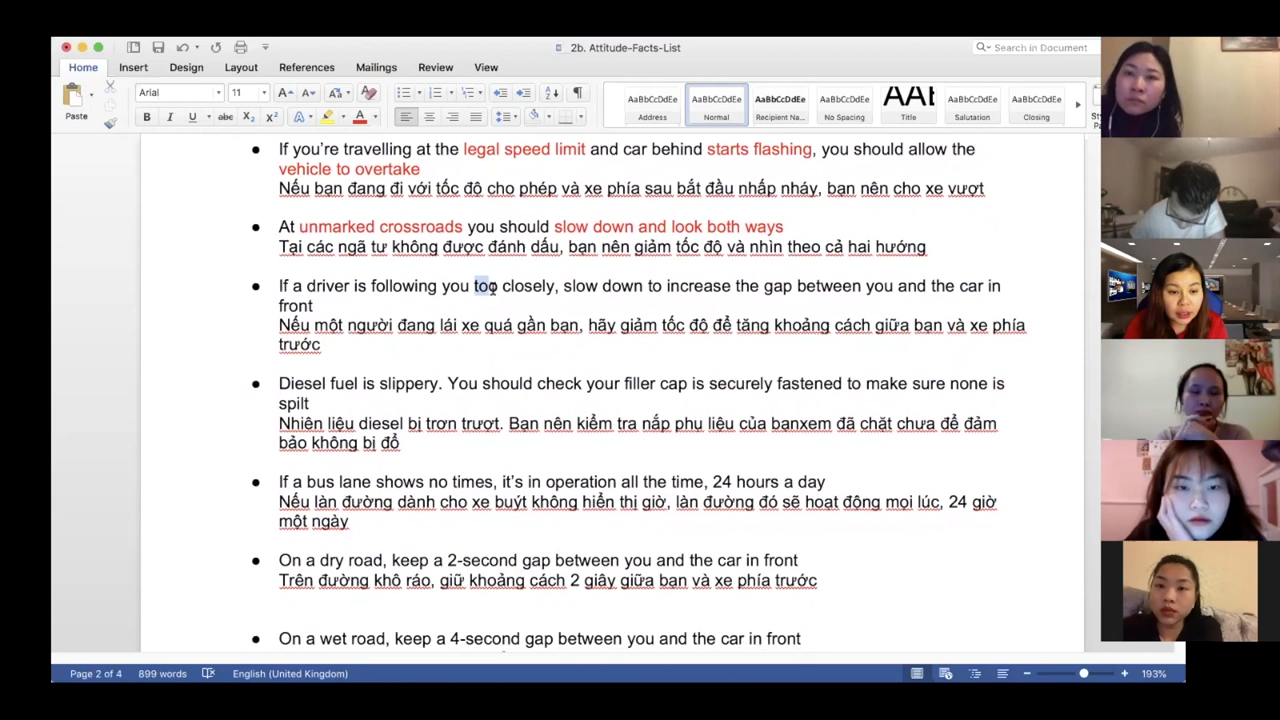 2b. Attitude-Facts-List
Search in Document
Home Insert Design Layout References Mailings Review View
Paste
Arial 11
AaBbCcDdEe AaBbCcDdEe AaBbCcDdEe AaBbCcDdEe AaI AaBbCcDdEe AaBbCcDdEe
Address Normal Recipient Na... No Spacing Title Salutation Closing
• If you're travelling at the legal speed limit and car behind starts flashing, you should allow the
vehicle to overtake
Nếu bạn đang đi với tốc độ cho phép và xe phía sau bắt đầu nhấp nháy, bạn nên cho xe vượt
• At unmarked crossroads you should slow down and look both ways
Tại các ngã tư không được đánh dấu, bạn nên giảm tốc độ và nhìn theo cả hai hướng
• If a driver is following you too closely, slow down to increase the gap between you and the car in
front
Nếu một người đang lái xe quá gần bạn, hãy giảm tốc độ để tăng khoảng cách giữa bạn và xe phía
trước
• Diesel fuel is slippery. You should check your filler cap is securely fastened to make sure none is
spilt
Nhiên liệu diesel bị trơn trượt. Bạn nên kiểm tra nắp phụ liệu của bạnxem đã chặt chưa để đảm
bảo không bị đổ
• If a bus lane shows no times, it's in operation all the time, 24 hours a day
Nếu làn đường dành cho xe buýt không hiển thị giờ, làn đường đó sẽ hoạt động mọi lúc, 24 giờ
một ngày
• On a dry road, keep a 2-second gap between you and the car in front
Trên đường khô ráo, giữ khoảng cách 2 giây giữa bạn và xe phía trước
• On a wet road, keep a 4-second gap between you and the car in front
Page 2 of 4 899 words English (United Kingdom) 193%